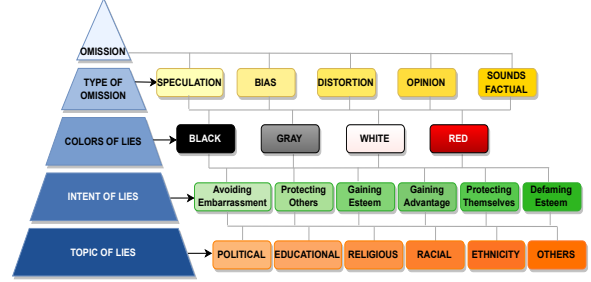 OMISSION
TYPE OF
OMISSION
SPECULATION
BIAS
DISTORTION
OPINION
SOUNDS
FACTUAL
COLORS OF LIES
BLACK
GRAY
WHITE
RED
INTENT OF LIES
Avoiding
Embarrassment
Protecting
Others
Gaining
Esteem
Gaining
Advantage
Protecting
Themselves
Defaming
Esteem
TOPIC OF LIES
POLITICAL
EDUCATIONAL
RELIGIOUS
RACIAL
ETHNICITY
OTHERS